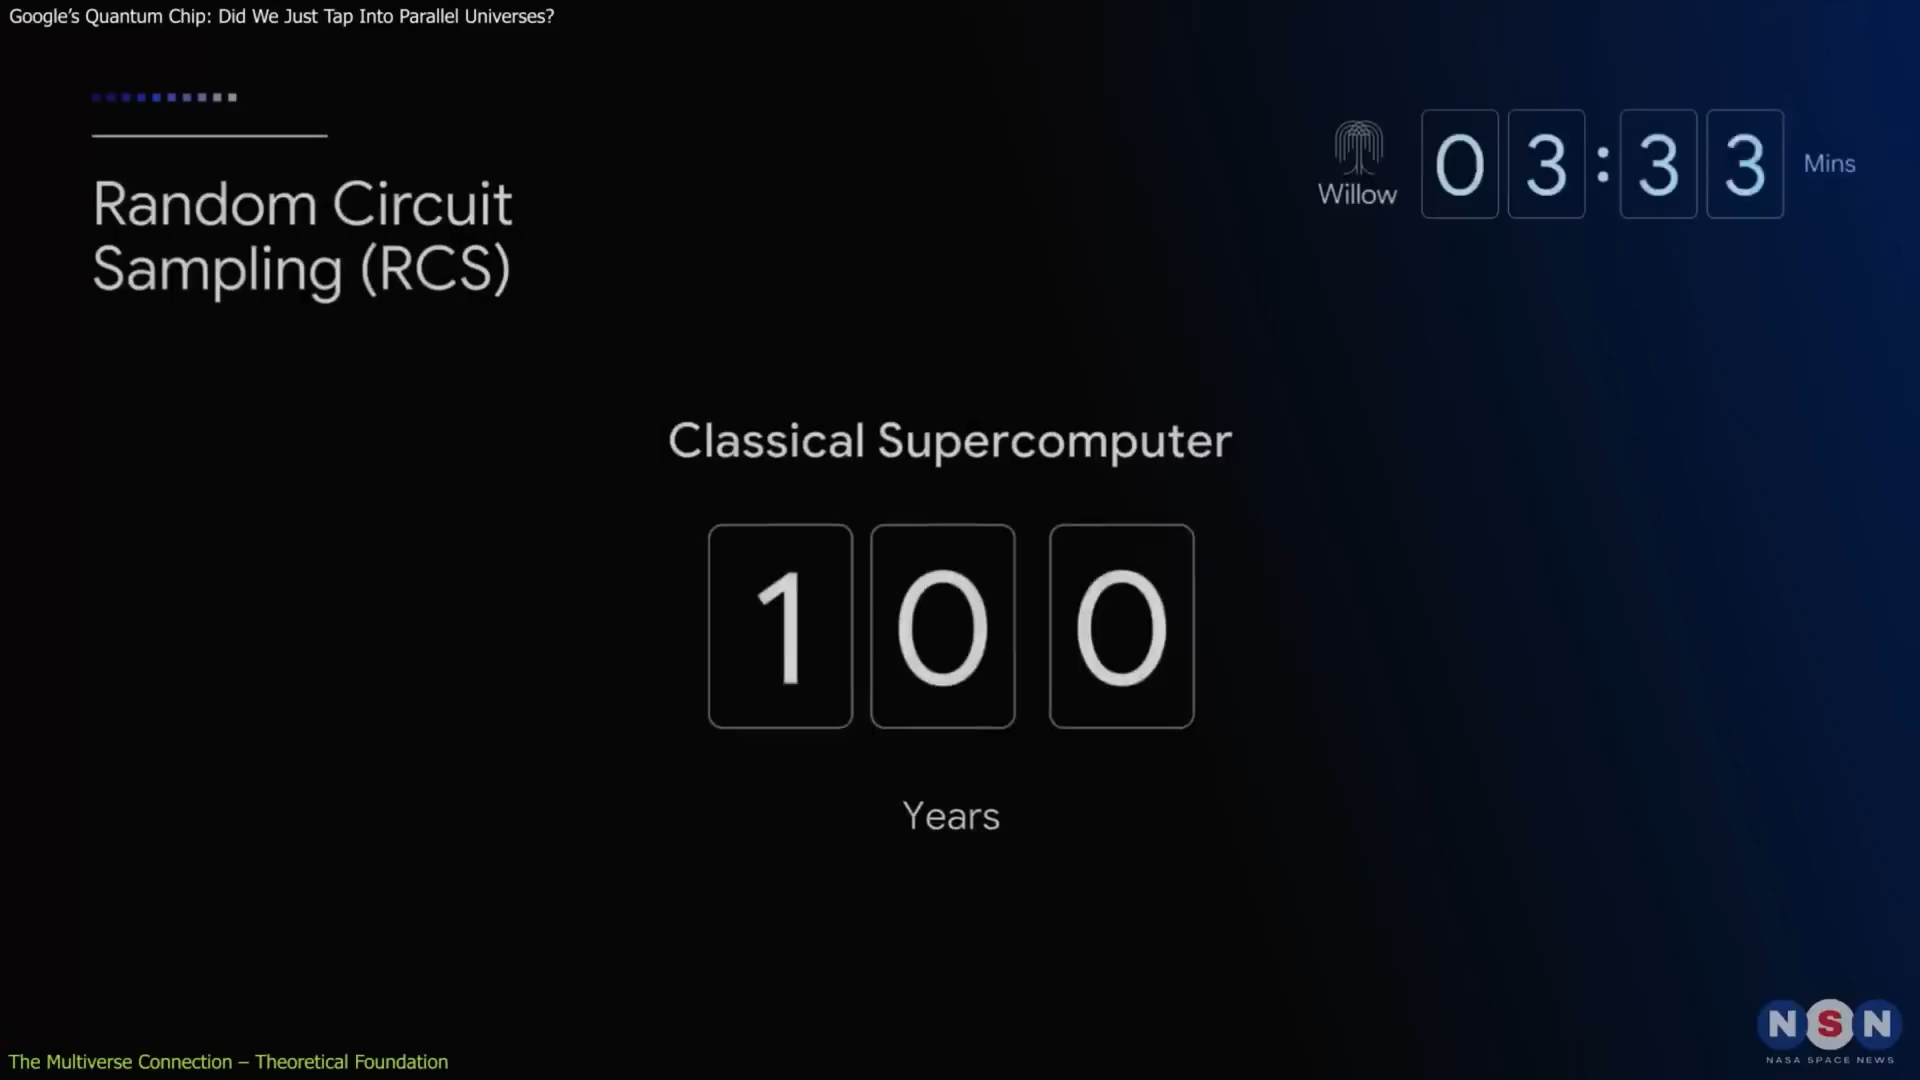 Google’s Quantum Chip: Did We Just Tap Into Parallel Universes?
Random Circuit
Sampling (RCS)
Willow
03:33 Mins
Classical Supercomputer
100
Years
NSN
NASA SPACE NEWS
The Multiverse Connection – Theoretical Foundation